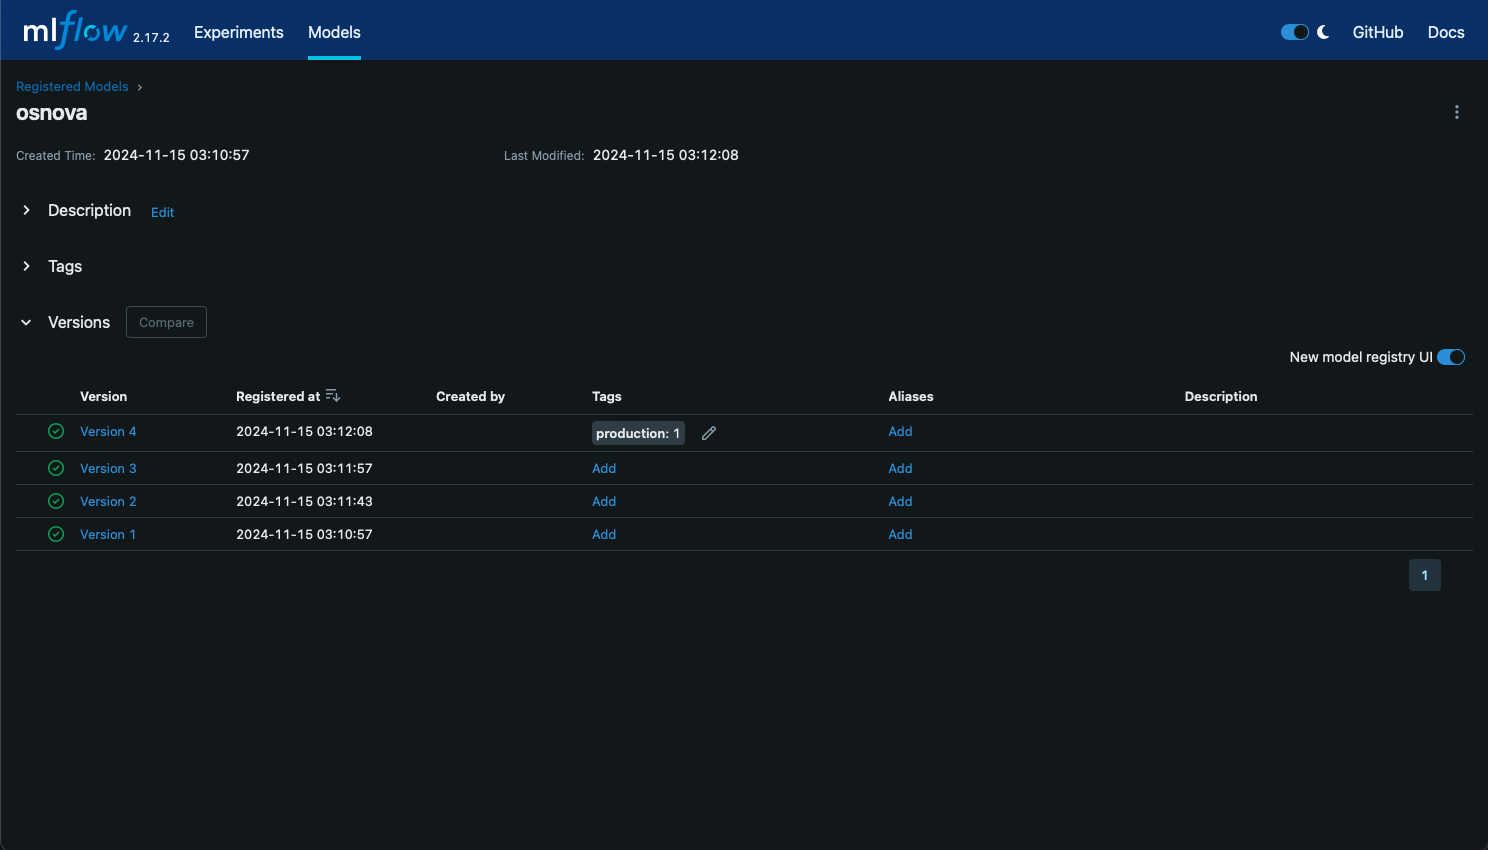 mlflow 2.17.2 Experiments Models GitHub Docs
Registered Models
osnova
Created Time: 2024-11-15 03:10:57 Last Modified: 2024-11-15 03:12:08
Description Edit
Tags
Versions Compare
New model registry UI
Version Registered at Created by Tags Aliases Description
Version 4 2024-11-15 03:12:08 production: 1 Add
Version 3 2024-11-15 03:11:57 Add Add
Version 2 2024-11-15 03:11:43 Add Add
Version 1 2024-11-15 03:10:57 Add Add
1